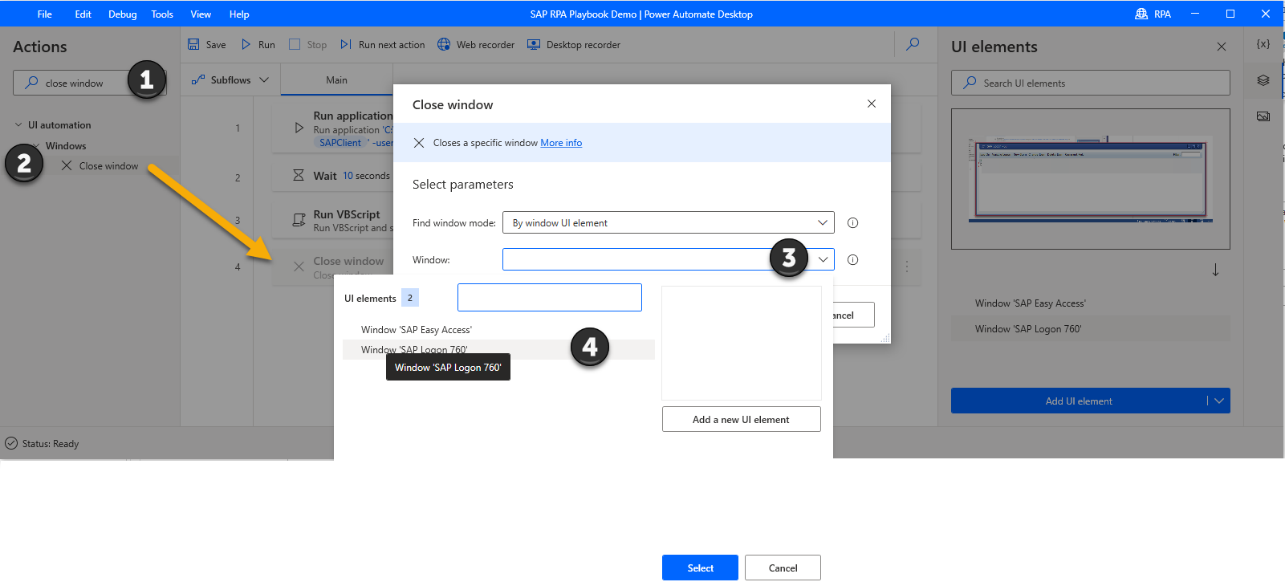 File Edit Debug Tools View Help SAP RPA Playbook Demo | Power Automate Desktop RPA
Actions
Save Run Stop Run next action Web recorder Desktop recorder
close window
1
Subflows Main
UI automation
Windows
Close window
2
1 Run application
Run application 'C:
SAPClient ' -user
2 Wait 10 seconds
3 Run VBScript
Run VBScript and s
4 Close window
Close window
Close window
Closes a specific window More info
Select parameters
Find window mode: By window UI element
Window:
3
ancel
UI elements 2
Window 'SAP Easy Access'
Window 'SAP Logon 760'
4
Window 'SAP Logon 760'
Add a new UI element
Select Cancel
UI elements
{x}
Search UI elements
Window 'SAP Easy Access'
Window 'SAP Logon 760'
Add UI element
Status: Ready